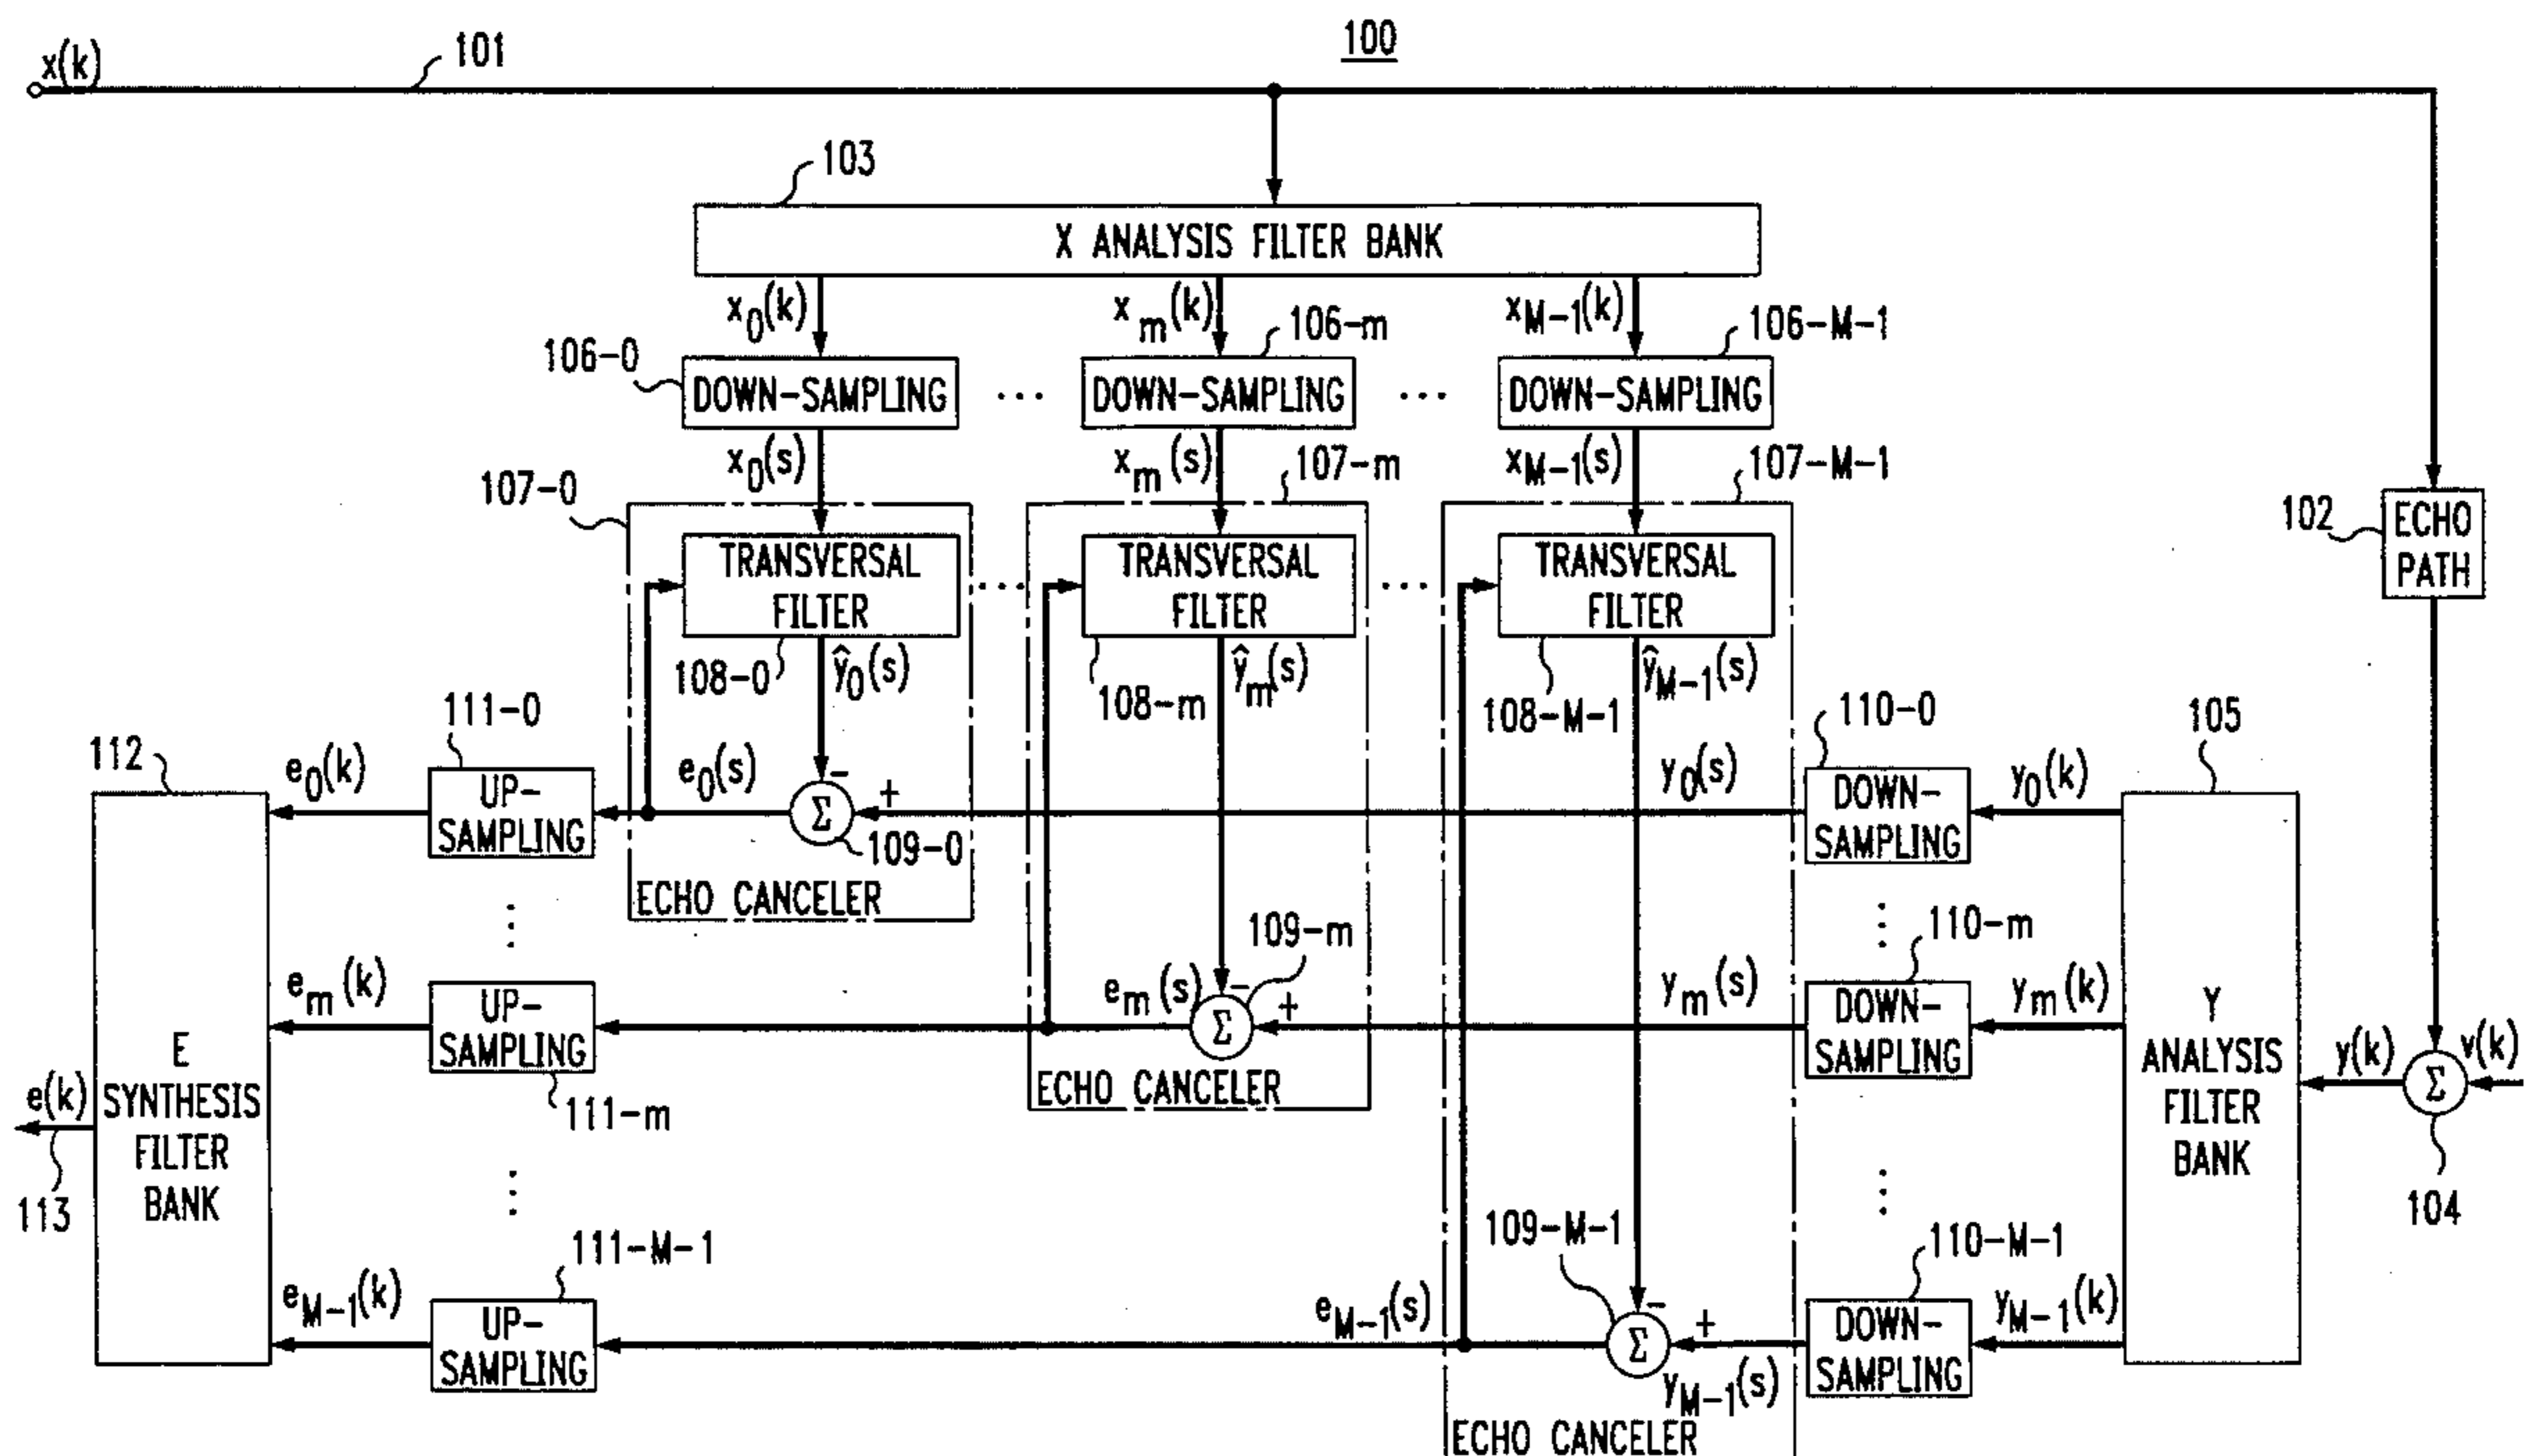 100
x(k)
101
103
X ANALYSIS FILTER BANK
x0(k)
xm(k)
xM-1(k)
106-0
106-m
106-M-1
DOWN-SAMPLING
...
DOWN-SAMPLING
...
DOWN-SAMPLING
x0(s)
xm(s)
xM-1(s)
107-0
107-m
107-M-1
102
ECHO
PATH
TRANSVERSAL
FILTER
...
TRANSVERSAL
FILTER
...
TRANSVERSAL
FILTER
108-0
ŷ0(s)
108-m
ŷm(s)
108-M-1
ŷM-1(s)
112
e0(k)
111-0
UP-
SAMPLING
e0(s)
-
Σ
+
109-0
y0(s)
110-0
DOWN-
SAMPLING
y0(k)
105
ECHO CANCELER
⋮
⋮
em(k)
UP-
SAMPLING
111-m
em(s)
109-m
-
Σ
+
ym(s)
110-m
DOWN-
SAMPLING
ym(k)
ECHO CANCELER
E
SYNTHESIS
FILTER
BANK
e(k)
113
Y
ANALYSIS
FILTER
BANK
y(k)
Σ
v(k)
104
⋮
⋮
eM-1(k)
111-M-1
UP-
SAMPLING
eM-1(s)
109-M-1
-
Σ
+
yM-1(s)
110-M-1
DOWN-
SAMPLING
yM-1(k)
ECHO CANCELER